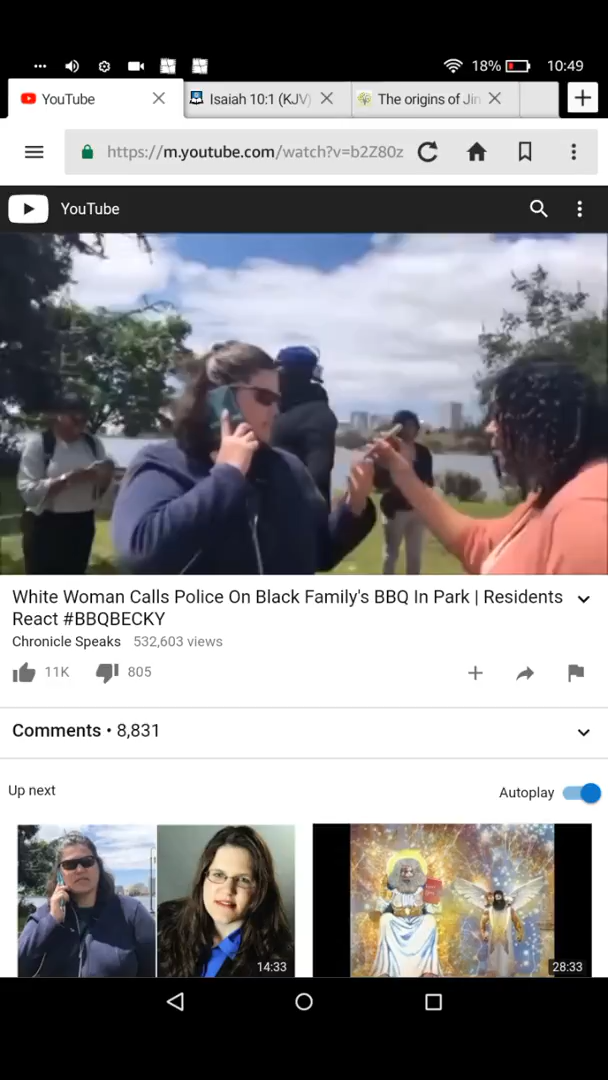 18% 10:49
YouTube Isaiah 10:1 (KJV) The origins of Jin
https://m.youtube.com/watch?v=b2Z80z
YouTube
White Woman Calls Police On Black Family's BBQ In Park | Residents
React #BBQBECKY
Chronicle Speaks 532,603 views
11K 805
Comments • 8,831
Up next Autoplay
14:33 28:33